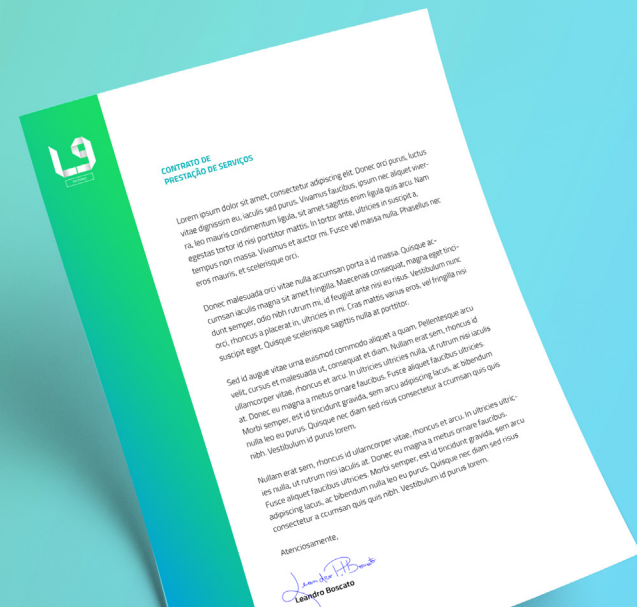 L9
CONTRATO DE
PRESTAÇÃO DE SERVIÇOS
Lorem ipsum dolor sit amet, consectetur adipiscing elit. Donec orci purus, luctus
vitae dignissim eu, iaculis sed purus. Vivamus faucibus, ipsum nec aliquet viver-
ra, leo mauris condimentum ligula, sit amet sagittis enim ligula quis arcu. Nam
egestas tortor id nisi porttitor mattis. In tortor ante, ultricies in suscipit a,
tempus non massa. Vivamus et auctor mi. Fusce vel massa nulla. Phasellus nec
eros mauris, et scelerisque orci.
Donec malesuada orci vitae nulla accumsan porta a id massa. Quisque ac-
cumsan iaculis magna sit amet fringilla. Maecenas consequat, magna eget tinci-
dunt semper, odio nibh rutrum mi, id feugiat ante nisi eu risus. Vestibulum nunc
orci, rhoncus a placerat in, ultricies in mi. Cras mattis varius eros, vel fringilla nisi
suscipit eget. Quisque scelerisque sagittis nulla at porttitor.
Sed id augue vitae urna euismod commodo aliquet a quam. Pellentesque arcu
velit, cursus et malesuada ut, consequat et diam. Nullam erat sem, rhoncus id
ullamcorper vitae, rhoncus et arcu. In ultricies ultricies nulla, ut rutrum nisi iaculis
at. Donec eu magna a metus ornare faucibus. Fusce aliquet faucibus ultricies.
Morbi semper, est id tincidunt gravida, sem arcu adipiscing lacus, ac bibendum
nulla leo eu purus. Quisque nec diam sed risus consectetur a ccumsan quis quis
nibh. Vestibulum id purus lorem.
Nullam erat sem, rhoncus id ullamcorper vitae, rhoncus et arcu. In ultricies ultric-
ies nulla, ut rutrum nisi iaculis at. Donec eu magna a metus ornare faucibus.
Fusce aliquet faucibus ultricies. Morbi semper, est id tincidunt gravida, sem arcu
adipiscing lacus, ac bibendum nulla leo eu purus. Quisque nec diam sed risus
consectetur a ccumsan quis quis nibh. Vestibulum id purus lorem.
Atenciosamente,
Leandro Boscato